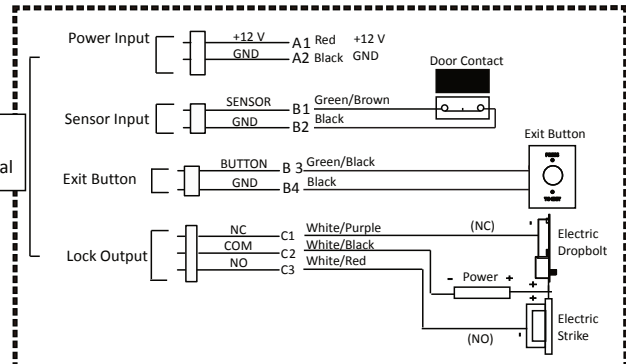 Power Input
+12 V A1 Red +12 V
GND A2 Black GND
Door Contact
Sensor Input
SENSOR B1 Green/Brown
GND B2 Black
al
Exit Button
BUTTON B 3 Green/Black
GND B4 Black
Exit Button
Lock Output
NC C1 White/Purple (NC)
COM C2 White/Black
NO C3 White/Red
Electric
Dropbolt
- Power +
+
+
Electric
Strike
(NO)